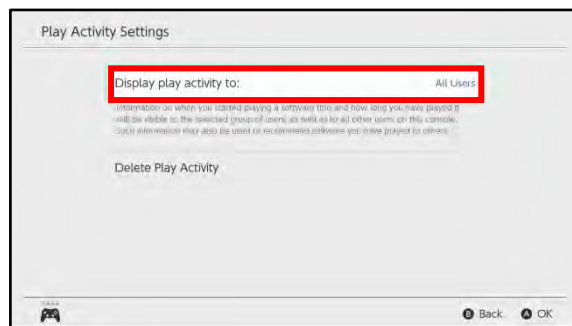 Play Activity Settings
Display play activity to: All Users
Information on when you started playing a software title and how long you have played it
will be visible to the selected group of users, as well as to all other users on this console.
Such information may also be used to recommend software you have played to others.
Delete Play Activity
B Back A OK